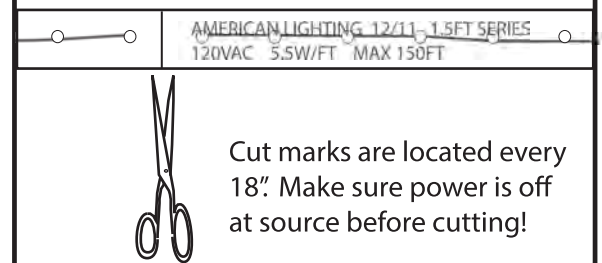 AMERICAN LIGHTING 12/11 1.5FT SERIES
120VAC 5.5W/FT MAX 150FT
Cut marks are located every
18”. Make sure power is off
at source before cutting!